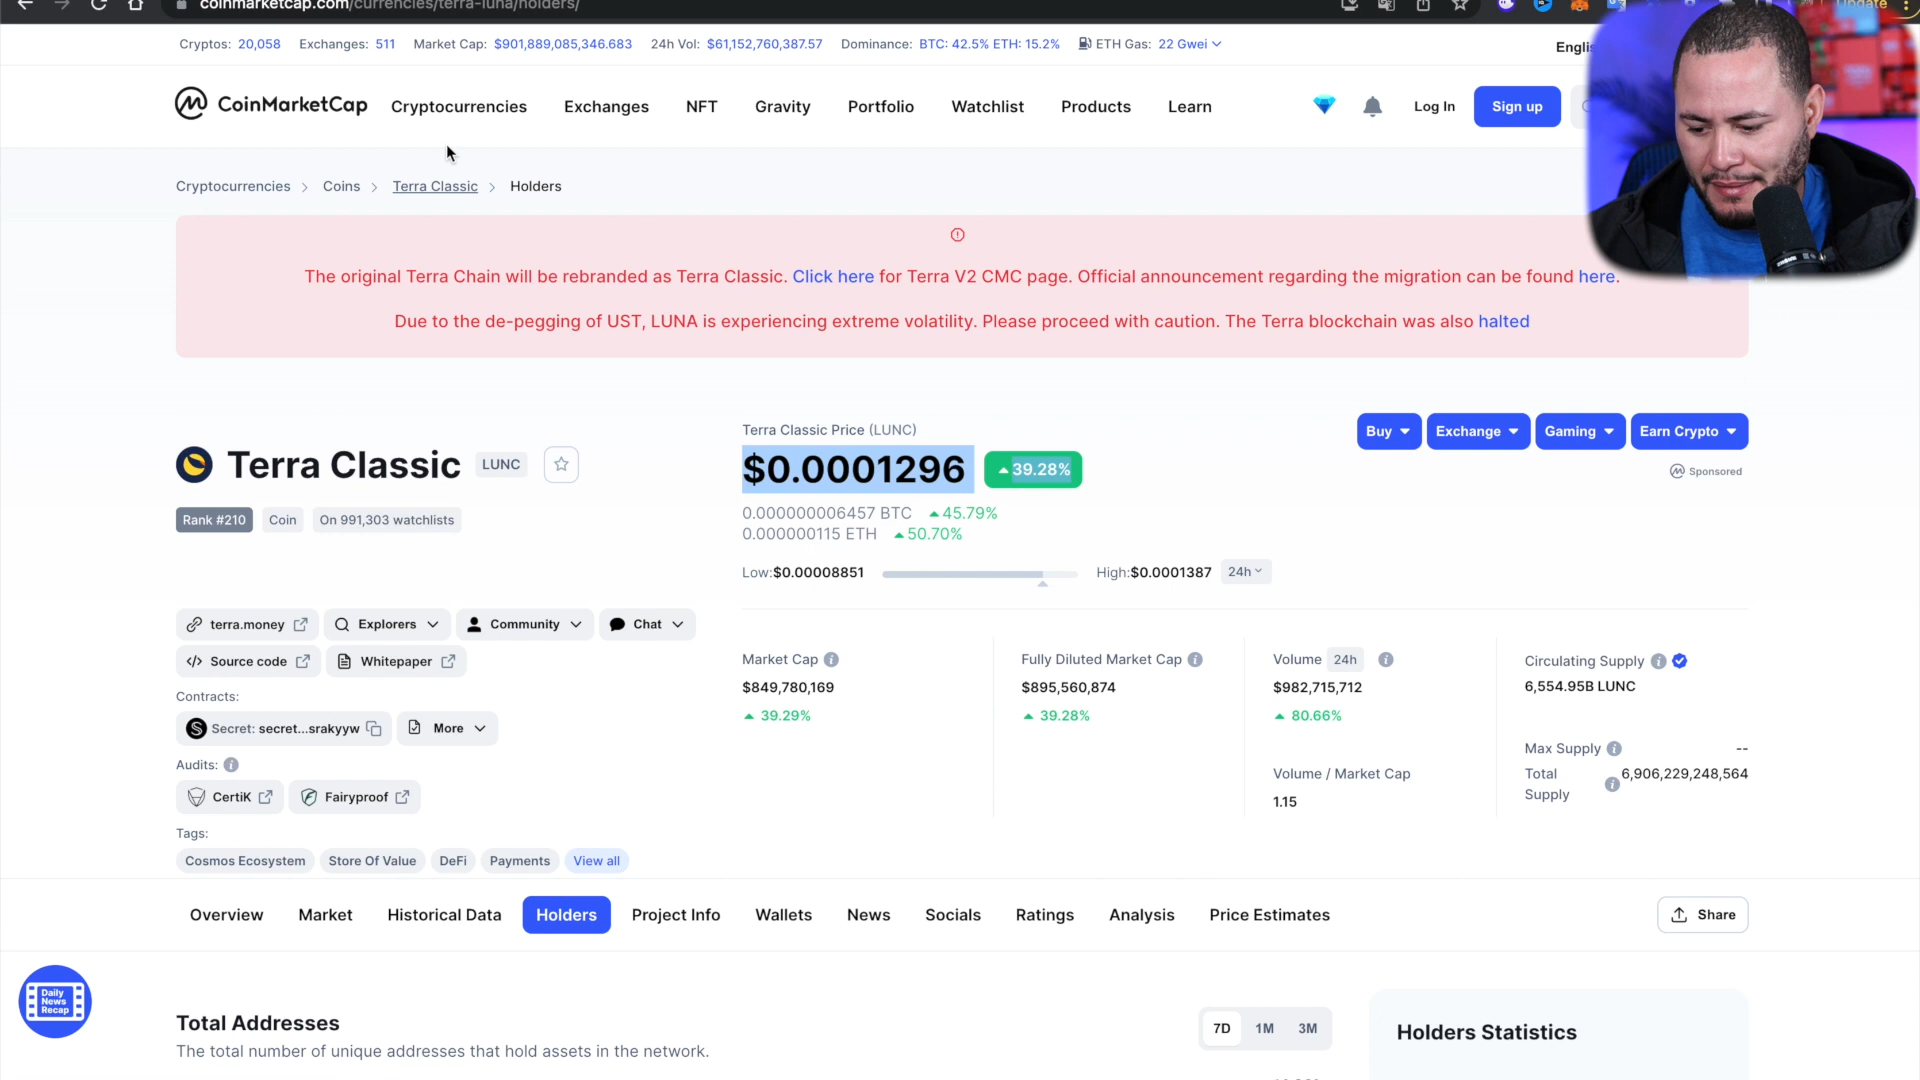 coinmarketcap.com/currencies/terra-luna/holders/
Update
Cryptos: 20,058 Exchanges: 511 Market Cap: $901,889,085,346.683 24h Vol: $61,152,760,387.57 Dominance: BTC: 42.5% ETH: 15.2% ETH Gas: 22 Gwei
CoinMarketCap Cryptocurrencies Exchanges NFT Gravity Portfolio Watchlist Products Learn Log In Sign up
Cryptocurrencies > Coins > Terra Classic > Holders
The original Terra Chain will be rebranded as Terra Classic. Click here for Terra V2 CMC page. Official announcement regarding the migration can be found here.
Due to the de-pegging of UST, LUNA is experiencing extreme volatility. Please proceed with caution. The Terra blockchain was also halted
Terra Classic LUNC
Rank #210 Coin On 991,303 watchlists
Terra Classic Price (LUNC)
$0.0001296 39.28%
0.000000006457 BTC 45.79%
0.000000115 ETH 50.70%
Low:$0.00008851 High:$0.0001387 24h
Buy Exchange Gaming Earn Crypto
Sponsored
terra.money Explorers Community Chat
Source code Whitepaper
Contracts:
Secret: secret...srakyyw More
Audits:
CertiK Fairyproof
Tags:
Cosmos Ecosystem Store Of Value DeFi Payments View all
Market Cap
$849,780,169
39.29%
Fully Diluted Market Cap
$895,560,874
39.28%
Volume 24h
$982,715,712
80.66%
Volume / Market Cap
1.15
Circulating Supply
6,554.95B LUNC
Max Supply --
Total Supply 6,906,229,248,564
Overview Market Historical Data Holders Project Info Wallets News Socials Ratings Analysis Price Estimates Share
Daily
News
Recap
Total Addresses
The total number of unique addresses that hold assets in the network.
7D 1M 3M
Holders Statistics